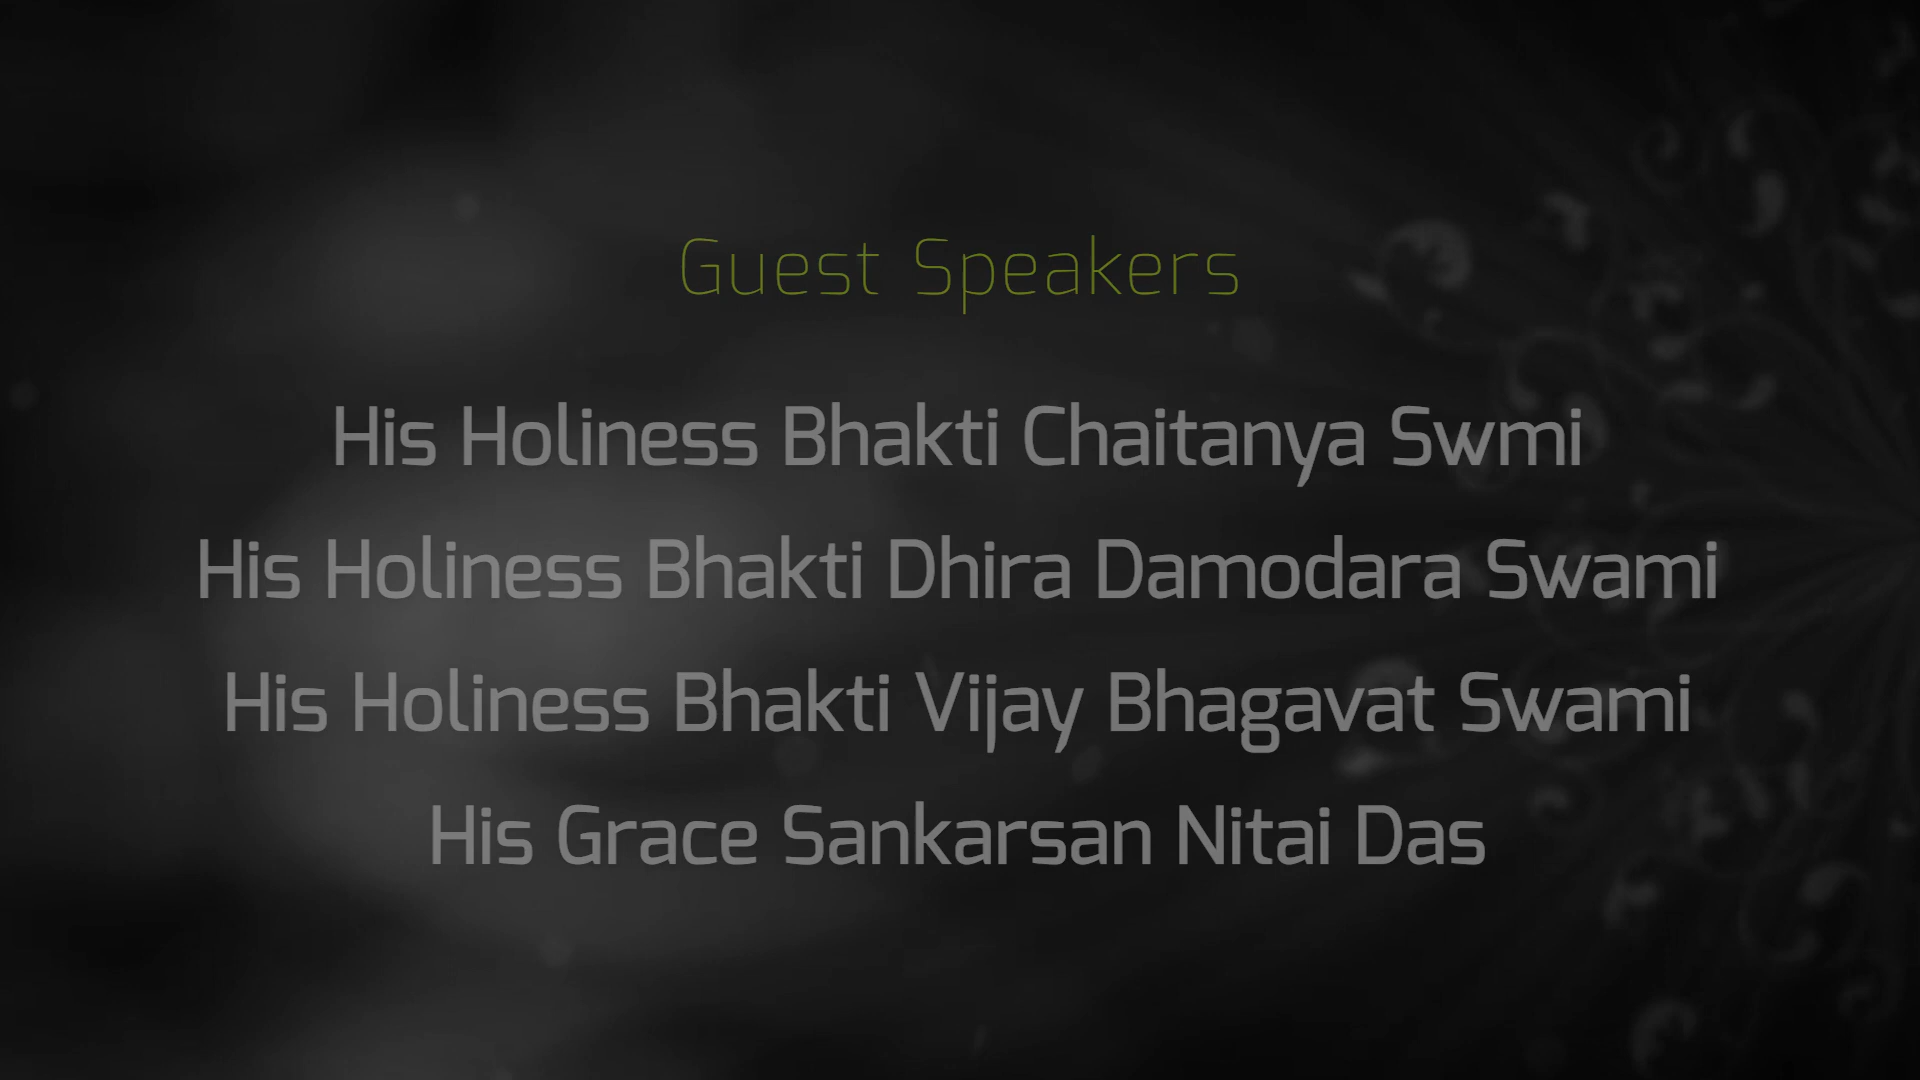 Guest Speakers
His Holiness Bhakti Chaitanya Swmi
His Holiness Bhakti Dhira Damodara Swami
His Holiness Bhakti Vijay Bhagavat Swami
His Grace Sankarsan Nitai Das